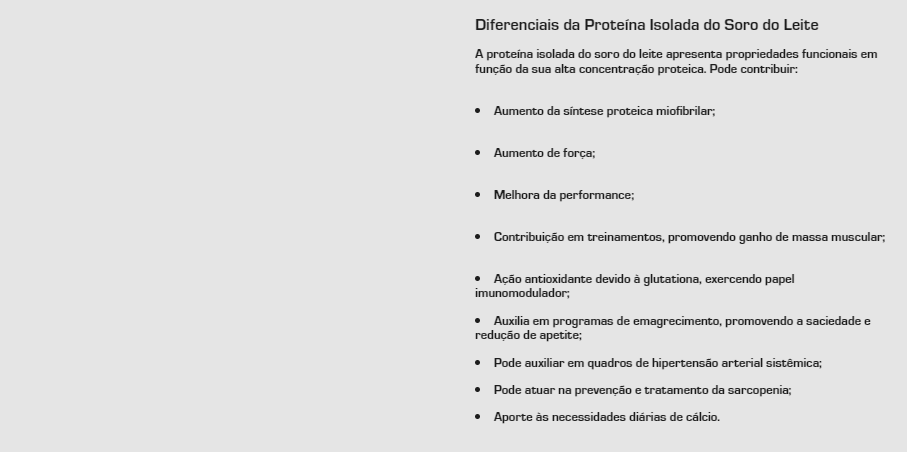 Diferenciais da Proteína Isolada do Soro do Leite
A proteína isolada do soro do leite apresenta propriedades funcionais em
função da sua alta concentração proteica. Pode contribuir:
• Aumento da síntese proteica miofibrilar;
• Aumento de força;
• Melhora da performance;
• Contribuição em treinamentos, promovendo ganho de massa muscular;
• Ação antioxidante devido à glutationa, exercendo papel
imunomodulador;
• Auxilia em programas de emagrecimento, promovendo a saciedade e
redução de apetite;
• Pode auxiliar em quadros de hipertensão arterial sistêmica;
• Pode atuar na prevenção e tratamento da sarcopenia;
• Aporte às necessidades diárias de cálcio.